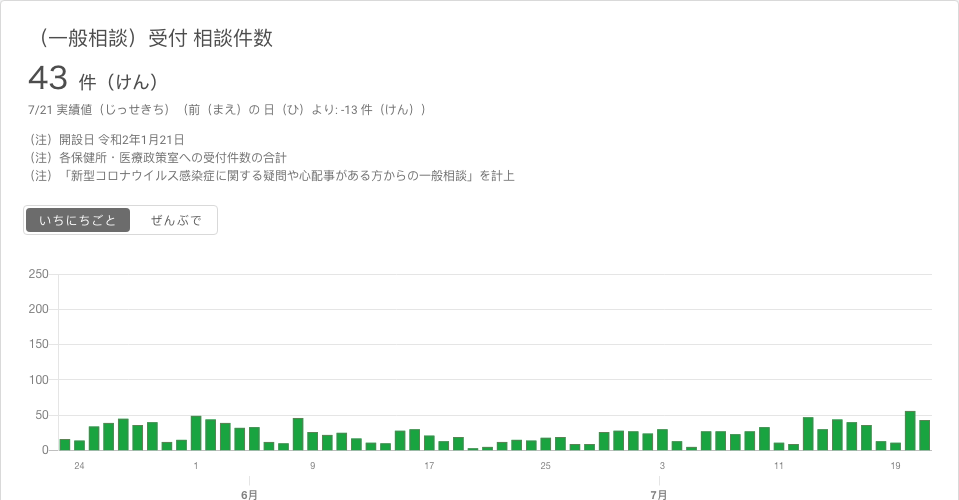 （一般相談）受付 相談件数
43 件（けん）
7/21 実績値（じっせきち）（前（まえ）の 日（ひ）より: -13 件（けん））
（注）開設日 令和2年1月21日
（注）各保健所・医療政策室への受付件数の合計
（注）「新型コロナウイルス感染症に関する疑問や心配事がある方からの一般相談」を計上
いちにちごと ぜんぶで
250
200
150
100
50
0
24 1 9 17 25 3 11 19
6月 7月